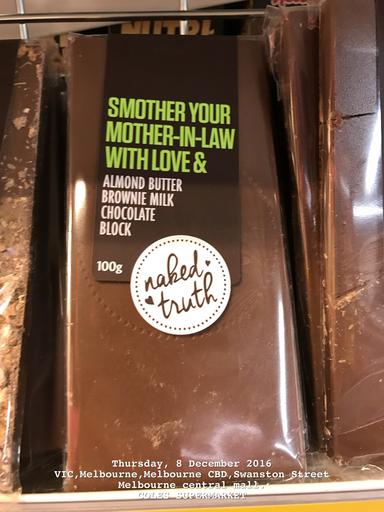 SMOTHER YOUR
MOTHER-IN-LAW
WITH LOVE &
ALMOND BUTTER
BROWNIE MILK
CHOCOLATE
BLOCK
100g
naked
truth
Thursday, 8 December 2016
VIC,Melbourne,Melbourne CBD,Swanston Street
Melbourne central mall.
COLES SUPERMARKET